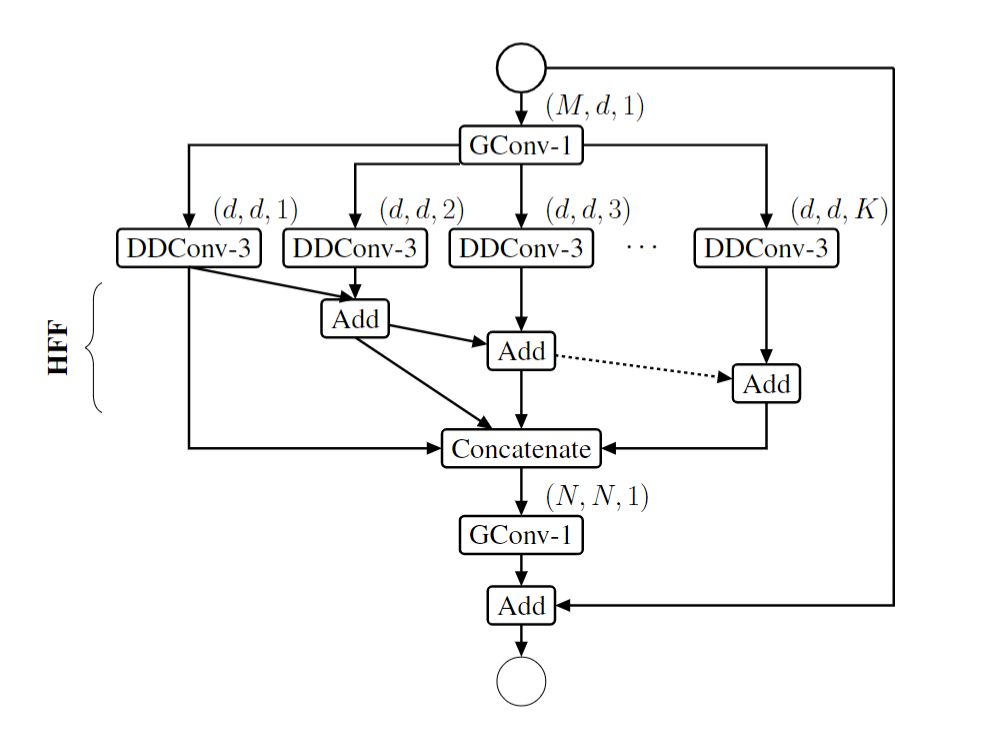 (M, d, 1)
GConv-1
(d, d, 1) (d, d, 2) (d, d, 3) (d, d, K)
DDConv-3 DDConv-3 DDConv-3 ··· DDConv-3
HFF
Add
Add
Add
Concatenate
(N, N, 1)
GConv-1
Add